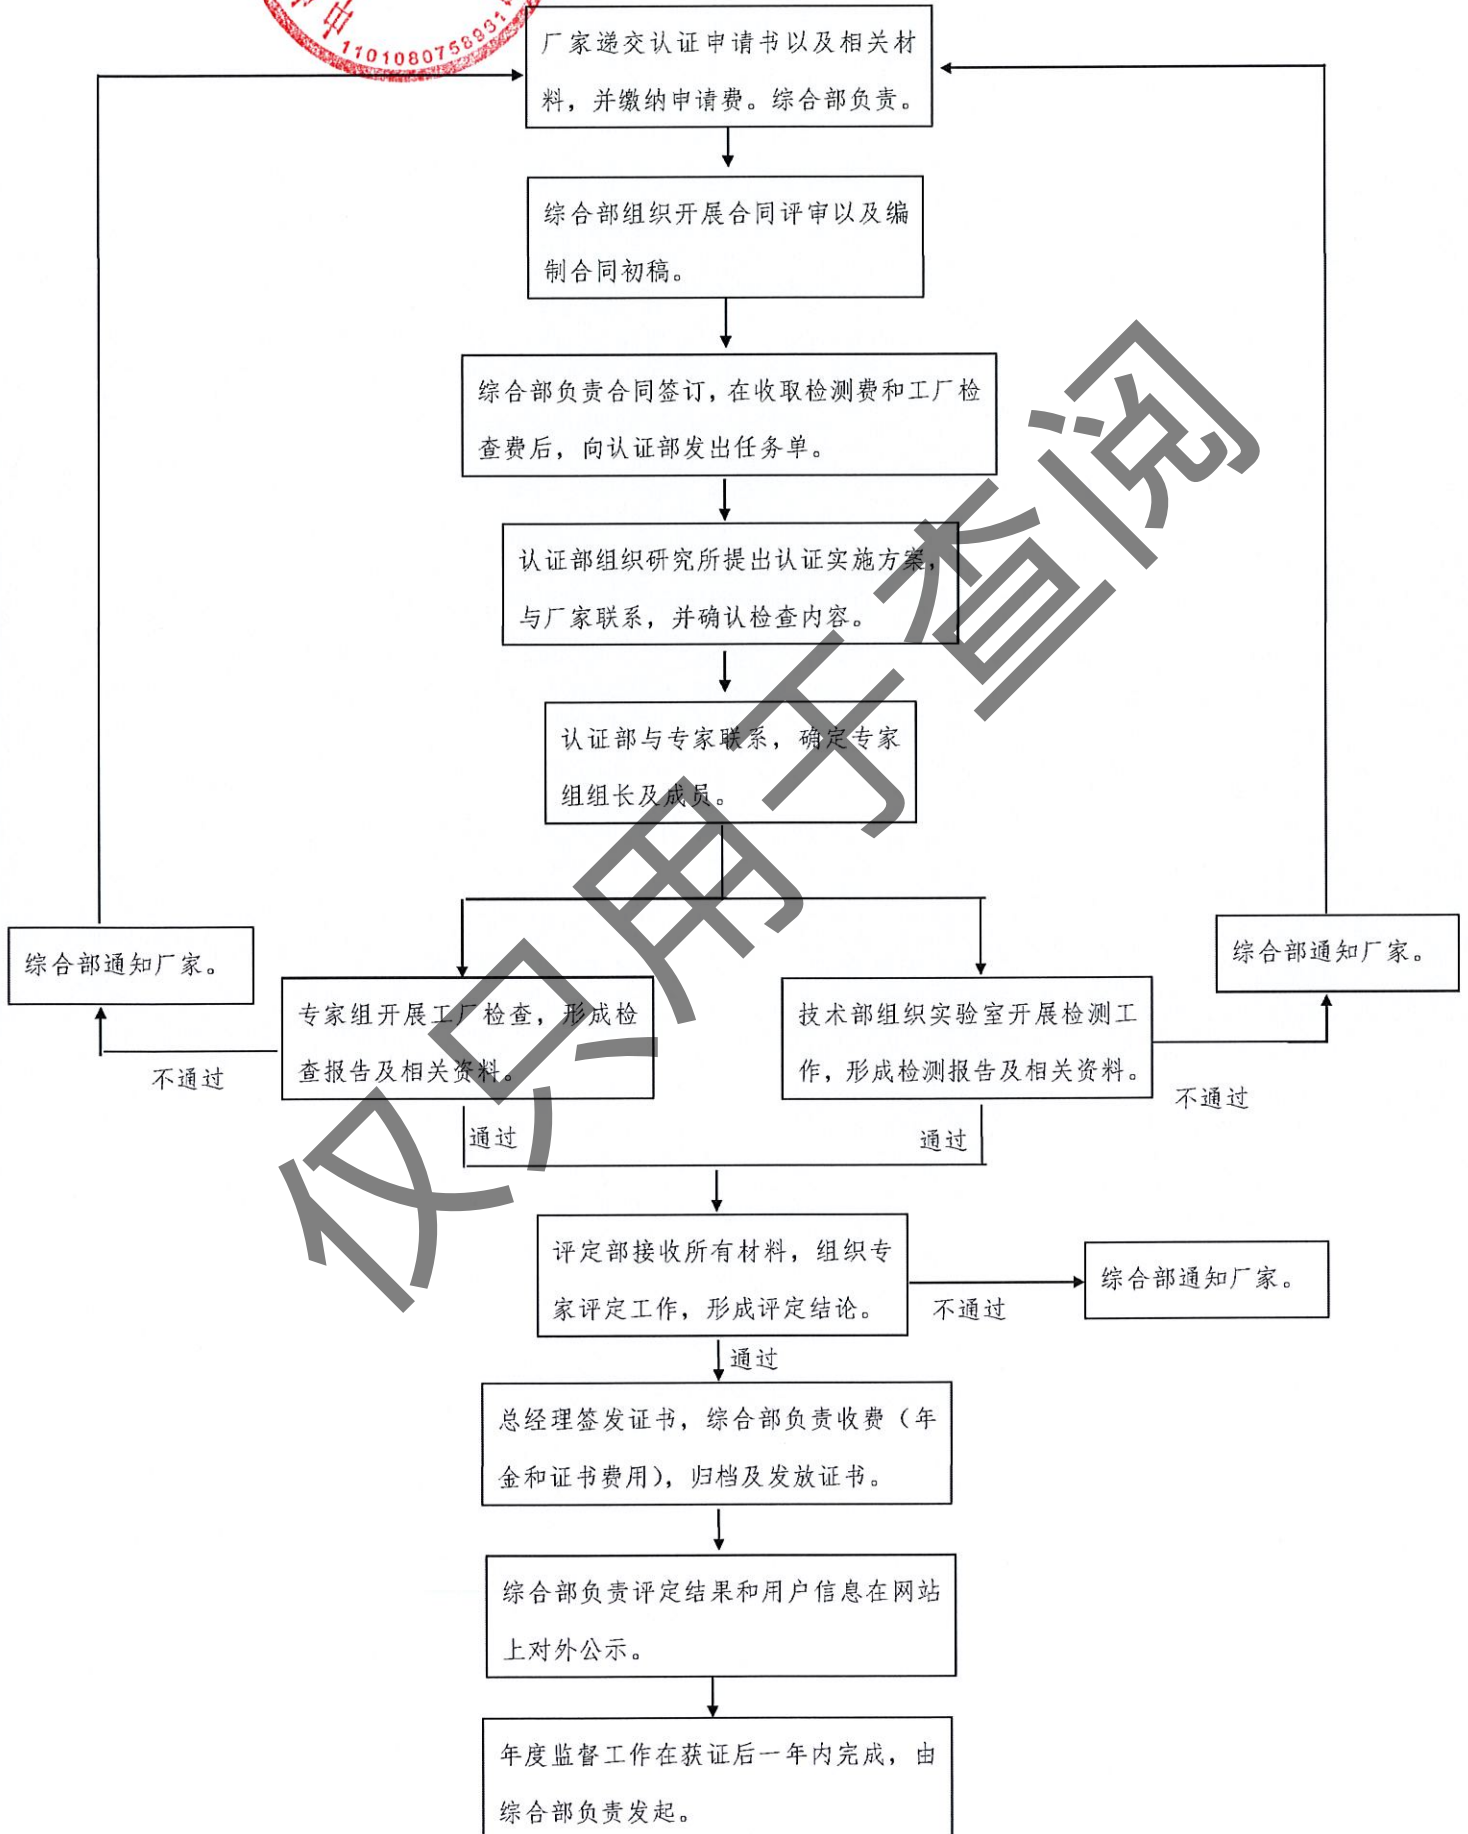 1101080758931
厂家递交认证申请书以及相关材
料，并缴纳申请费。综合部负责。
综合部组织开展合同评审以及编
制合同初稿。
综合部负责合同签订，在收取检测费和工厂检
查费后，向认证部发出任务单。
认证部组织研究所提出认证实施方案，
与厂家联系，并确认检查内容。
认证部与专家联系，确定专家
组组长及成员。
综合部通知厂家。
综合部通知厂家。
专家组开展工厂检查，形成检
查报告及相关资料。
技术部组织实验室开展检测工
作，形成检测报告及相关资料。
不通过
不通过
通过
通过
评定部接收所有材料，组织专
家评定工作，形成评定结论。
不通过
综合部通知厂家。
通过
总经理签发证书，综合部负责收费（年
金和证书费用），归档及发放证书。
综合部负责评定结果和用户信息在网站
上对外公示。
年度监督工作在获证后一年内完成，由
综合部负责发起。
仅只用于查阅